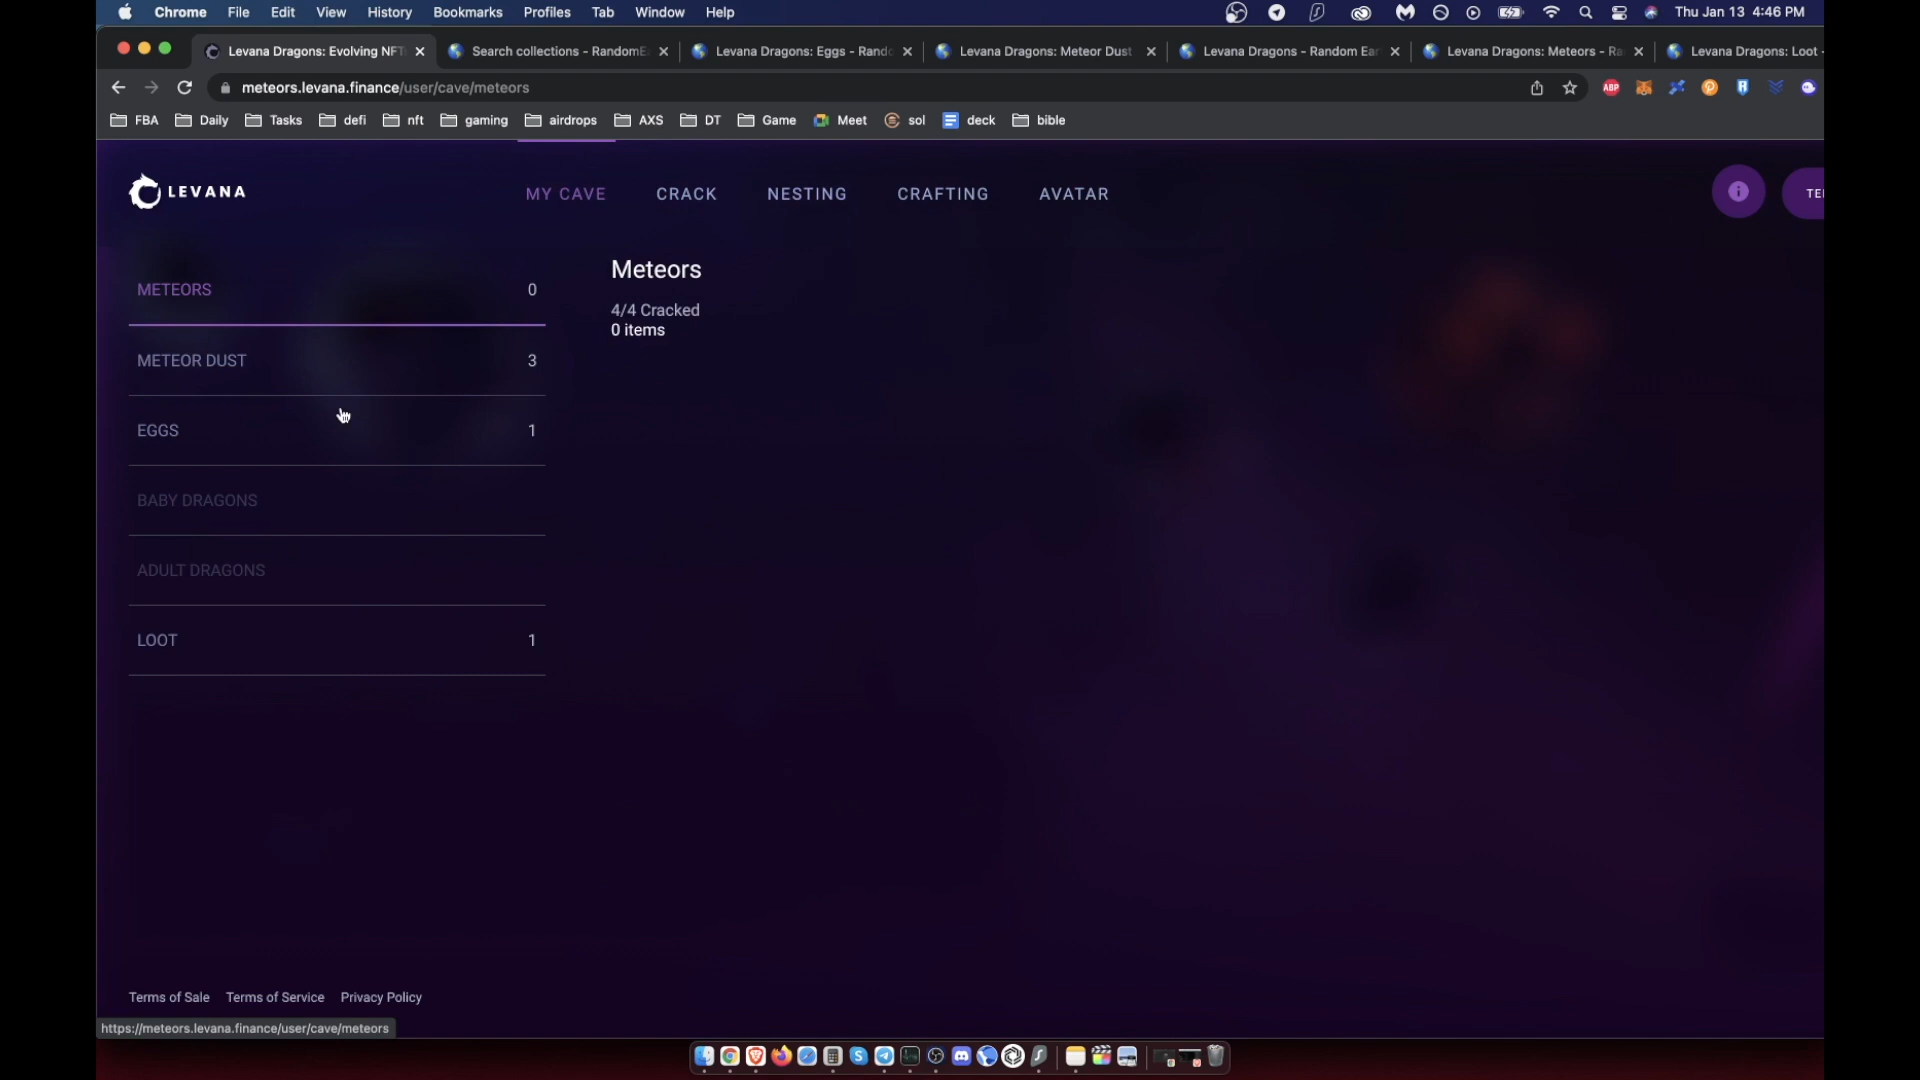 Chrome File Edit View History Bookmarks Profiles Tab Window Help Thu Jan 13 4:46 PM
Levana Dragons: Evolving NFT Search collections - RandomE Levana Dragons: Eggs - Rand Levana Dragons: Meteor Dust Levana Dragons - Random Ear Levana Dragons: Meteors - Ra Levana Dragons: Loot -
meteors.levana.finance/user/cave/meteors ABP
FBA Daily Tasks defi nft gaming airdrops AXS DT Game Meet sol deck bible
LEVANA MY CAVE CRACK NESTING CRAFTING AVATAR TE
Meteors
METEORS 0
4/4 Cracked
0 items
METEOR DUST 3
EGGS 1
BABY DRAGONS
ADULT DRAGONS
LOOT 1
Terms of Sale Terms of Service Privacy Policy
https://meteors.levana.finance/user/cave/meteors